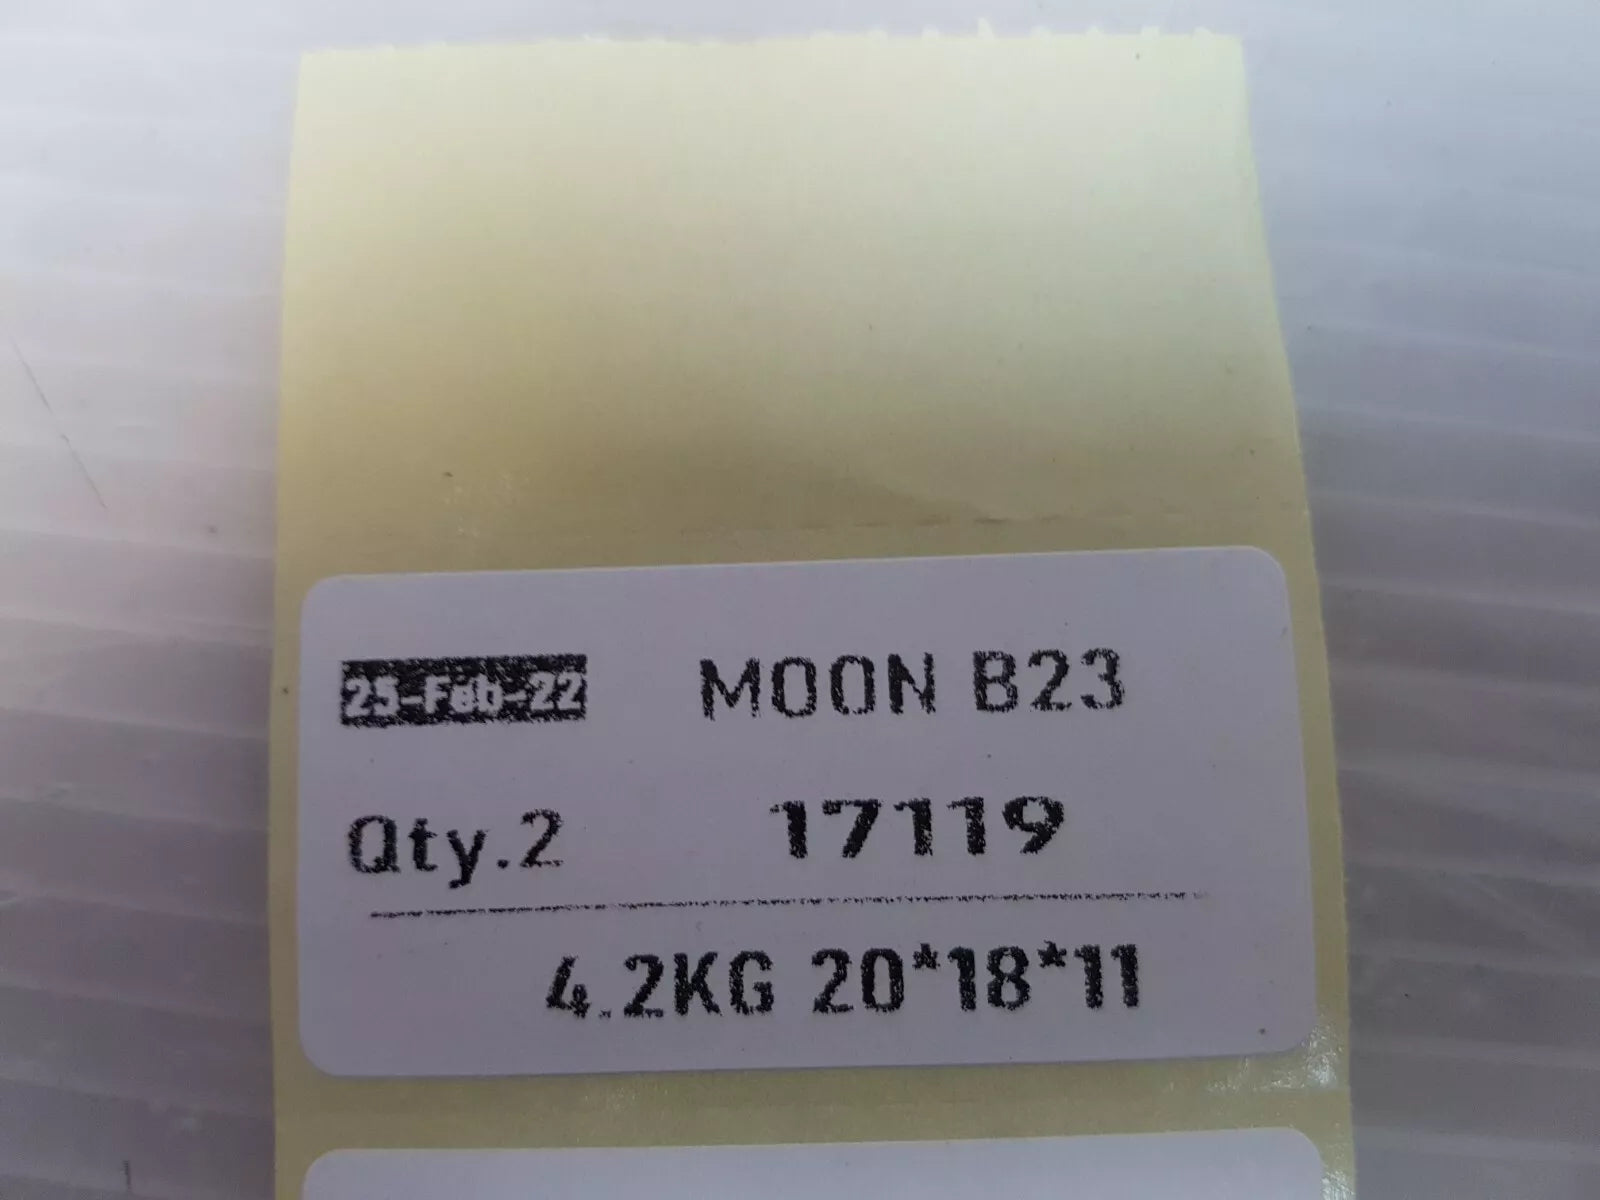 25-Feb-22 MOON B23
Qty.2 17119
4.2KG 20*18*11